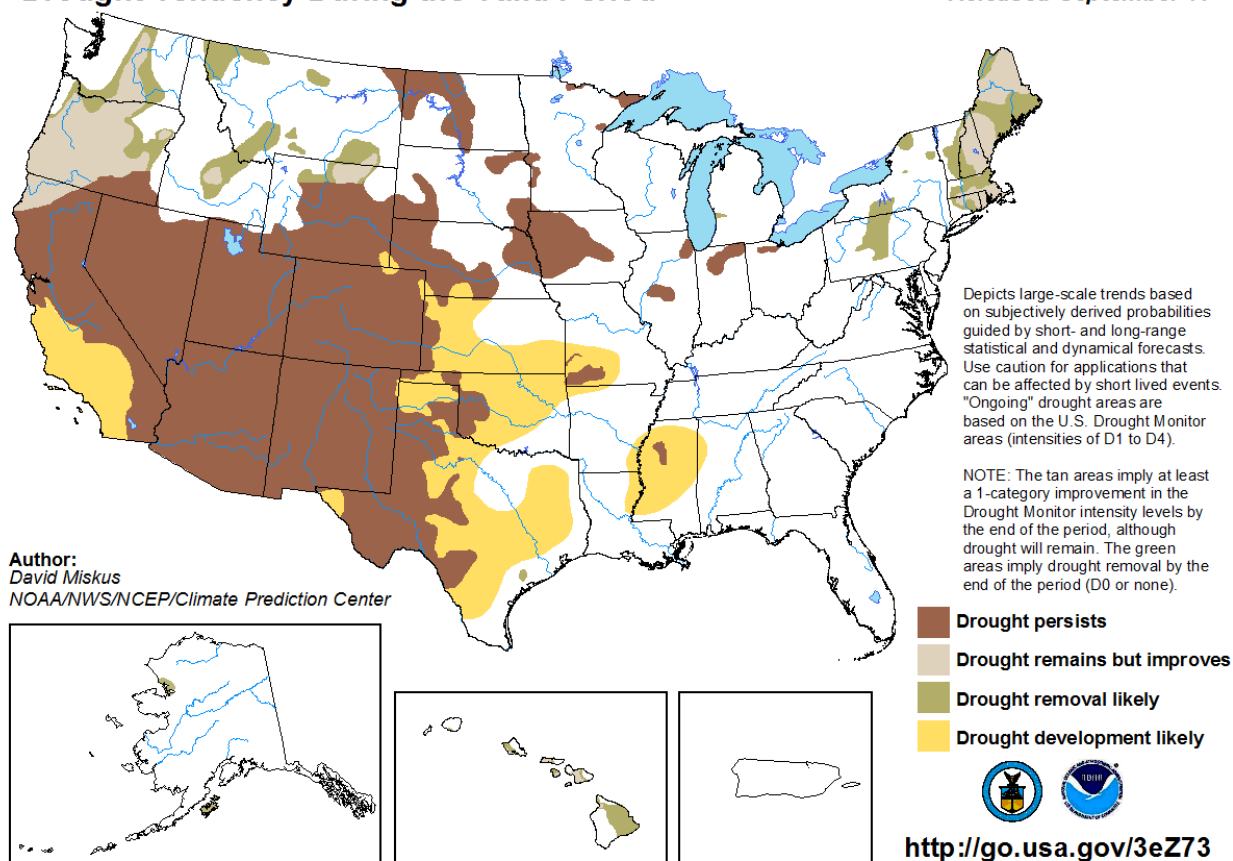 Depicts large-scale trends based
on subjectively derived probabilities
guided by short- and long-range
statistical and dynamical forecasts.
Use caution for applications that
can be affected by short lived events.
"Ongoing" drought areas are
based on the U.S. Drought Monitor
areas (intensities of D1 to D4).
NOTE: The tan areas imply at least
a 1-category improvement in the
Drought Monitor intensity levels by
the end of the period, although
drought will remain. The green
areas imply drought removal by the
end of the period (D0 or none).
Author:
David Miskus
NOAA/NWS/NCEP/Climate Prediction Center
Drought persists
Drought remains but improves
Drought removal likely
Drought development likely
http://go.usa.gov/3eZ73